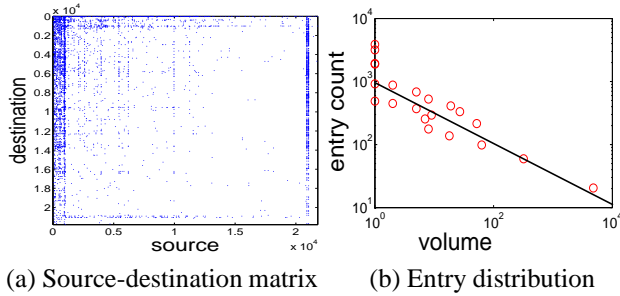 × 10⁴
0
0.2
0.4
0.6
0.8
1
1.2
1.4
1.6
1.8
2
destination
0 0.5 1 1.5 2
source
× 10⁴
10⁴
10³
10²
10¹
entry count
10⁰ 10¹ 10² 10³ 10⁴
volume
(a) Source-destination matrix (b) Entry distribution